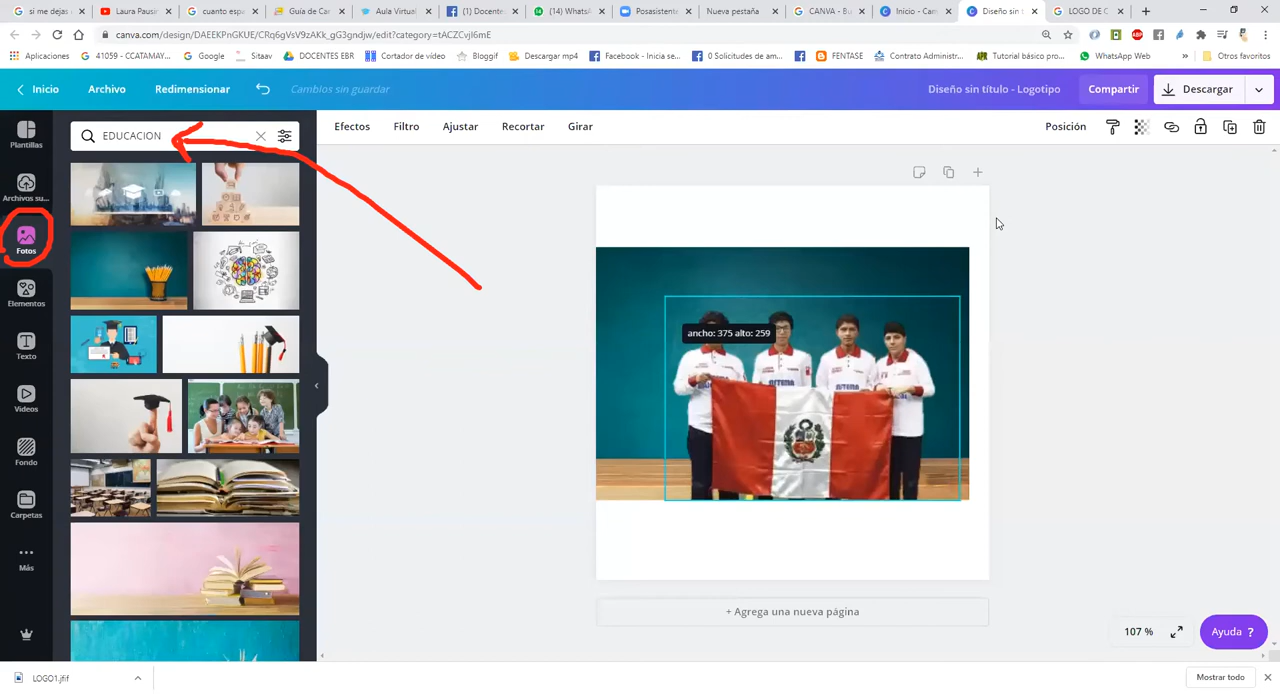 si me dejas
Laura Pausin
cuanto espa
Guía de Car
Aula Virtual
(1) Docente
(14) WhatsA
Posasistente
Nueva pestaña
CANVA - Bu
Inicio - Can
Diseño sin t
LOGO DE C
canva.com/design/DAEEKPnGKUE/CRq6gVsV9zAKk_gG3gndjw/edit?category=tACZCvjI6mE
Aplicaciones
41059 - CCATAMAY...
Google
Sitaav
DOCENTES EBR
Cortador de vídeo
Bloggif
Descargar mp4
Facebook - Inicia se...
0 Solicitudes de am...
FENTASE
Contrato Administr...
Tutorial básico pro...
WhatsApp Web
»
Otros favoritos
Inicio
Archivo
Redimensionar
Cambios sin guardar
Diseño sin título - Logotipo
Compartir
Descargar
EDUCACION
Efectos
Filtro
Ajustar
Recortar
Girar
Posición
Plantillas
Archivos su...
Fotos
Elementos
Texto
Videos
Fondo
Carpetas
Más
ancho: 375 alto: 259
+ Agrega una nueva página
107 %
Ayuda ?
LOGO1.jfif
Mostrar todo